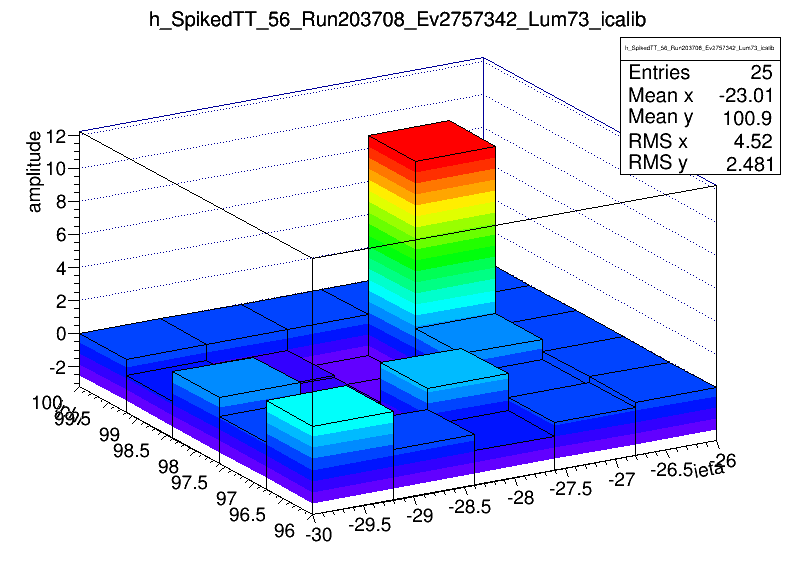 h_SpikedTT_56_Run203708_Ev2757342_Lum73_icalib
h_SpikedTT_56_Run203708_Ev2757342_Lum73_icalib
Entries 25
Mean x -23.01
Mean y 100.9
RMS x 4.52
RMS y 2.481
amplitude
12
10
8
6
4
2
0
-2
100
99.5
99
98.5
98
97.5
97
96.5
96
-30
-29.5
-29
-28.5
-28
-27.5
-27
-26.5
-26
ieta